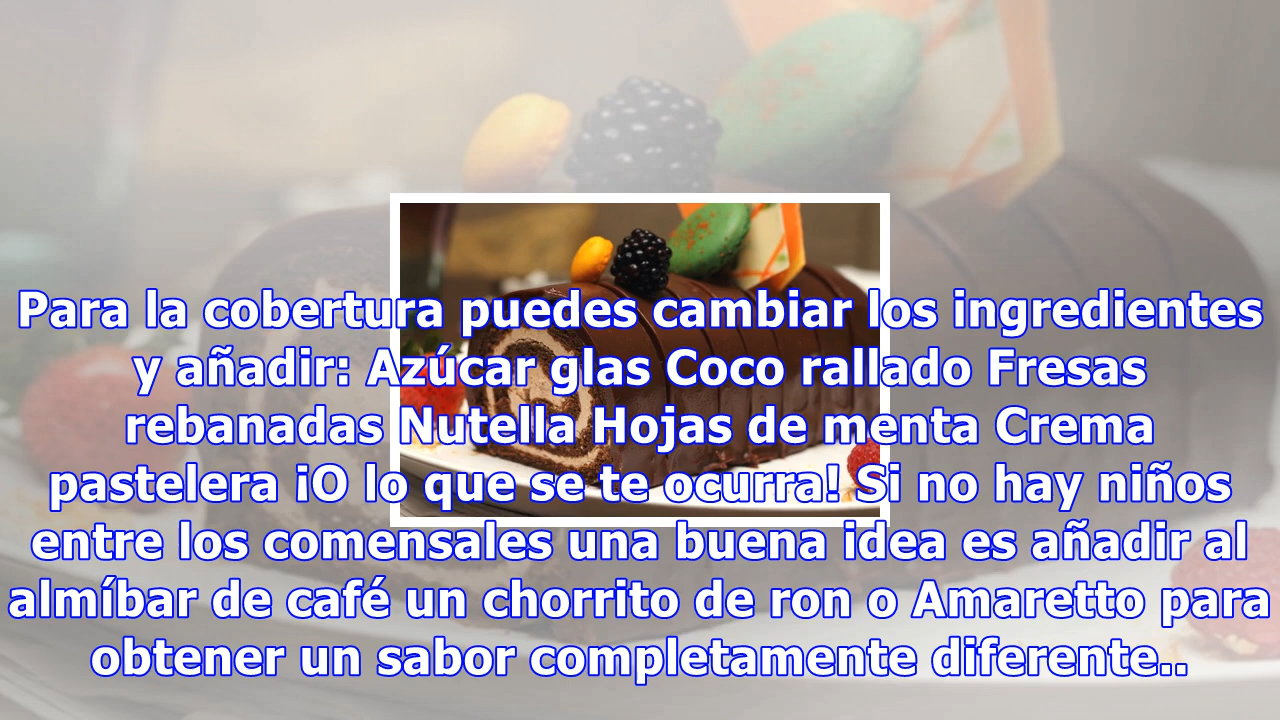 Para la cobertura puedes cambiar los ingredientes
y añadir: Azúcar glas Coco rallado Fresas
rebanadas Nutella Hojas de menta Crema
pastelera ¡O lo que se te ocurra! Si no hay niños
entre los comensales una buena idea es añadir al
almíbar de café un chorrito de ron o Amaretto para
obtener un sabor completamente diferente..